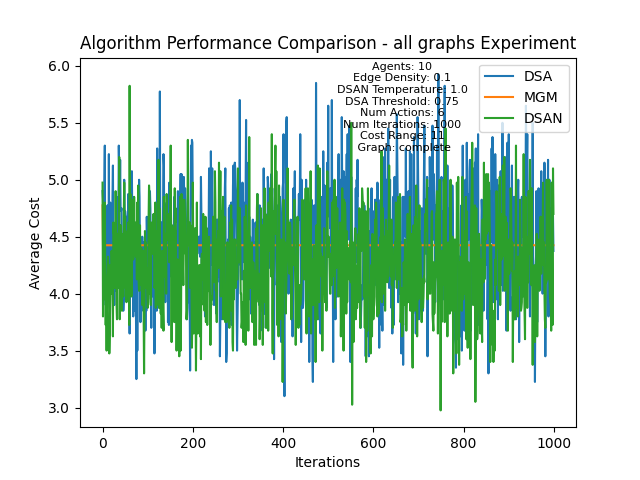 Algorithm Performance Comparison - all graphs Experiment
Agents: 10
Edge Density: 0.1
DSAN Temperature: 1.0
DSA Threshold: 0.75
Num Actions: 6
Num Iterations: 1000
Cost Range: 11
Graph: complete
DSA
MGM
DSAN
6.0
5.5
5.0
4.5
4.0
3.5
3.0
Average Cost
0 200 400 600 800 1000
Iterations